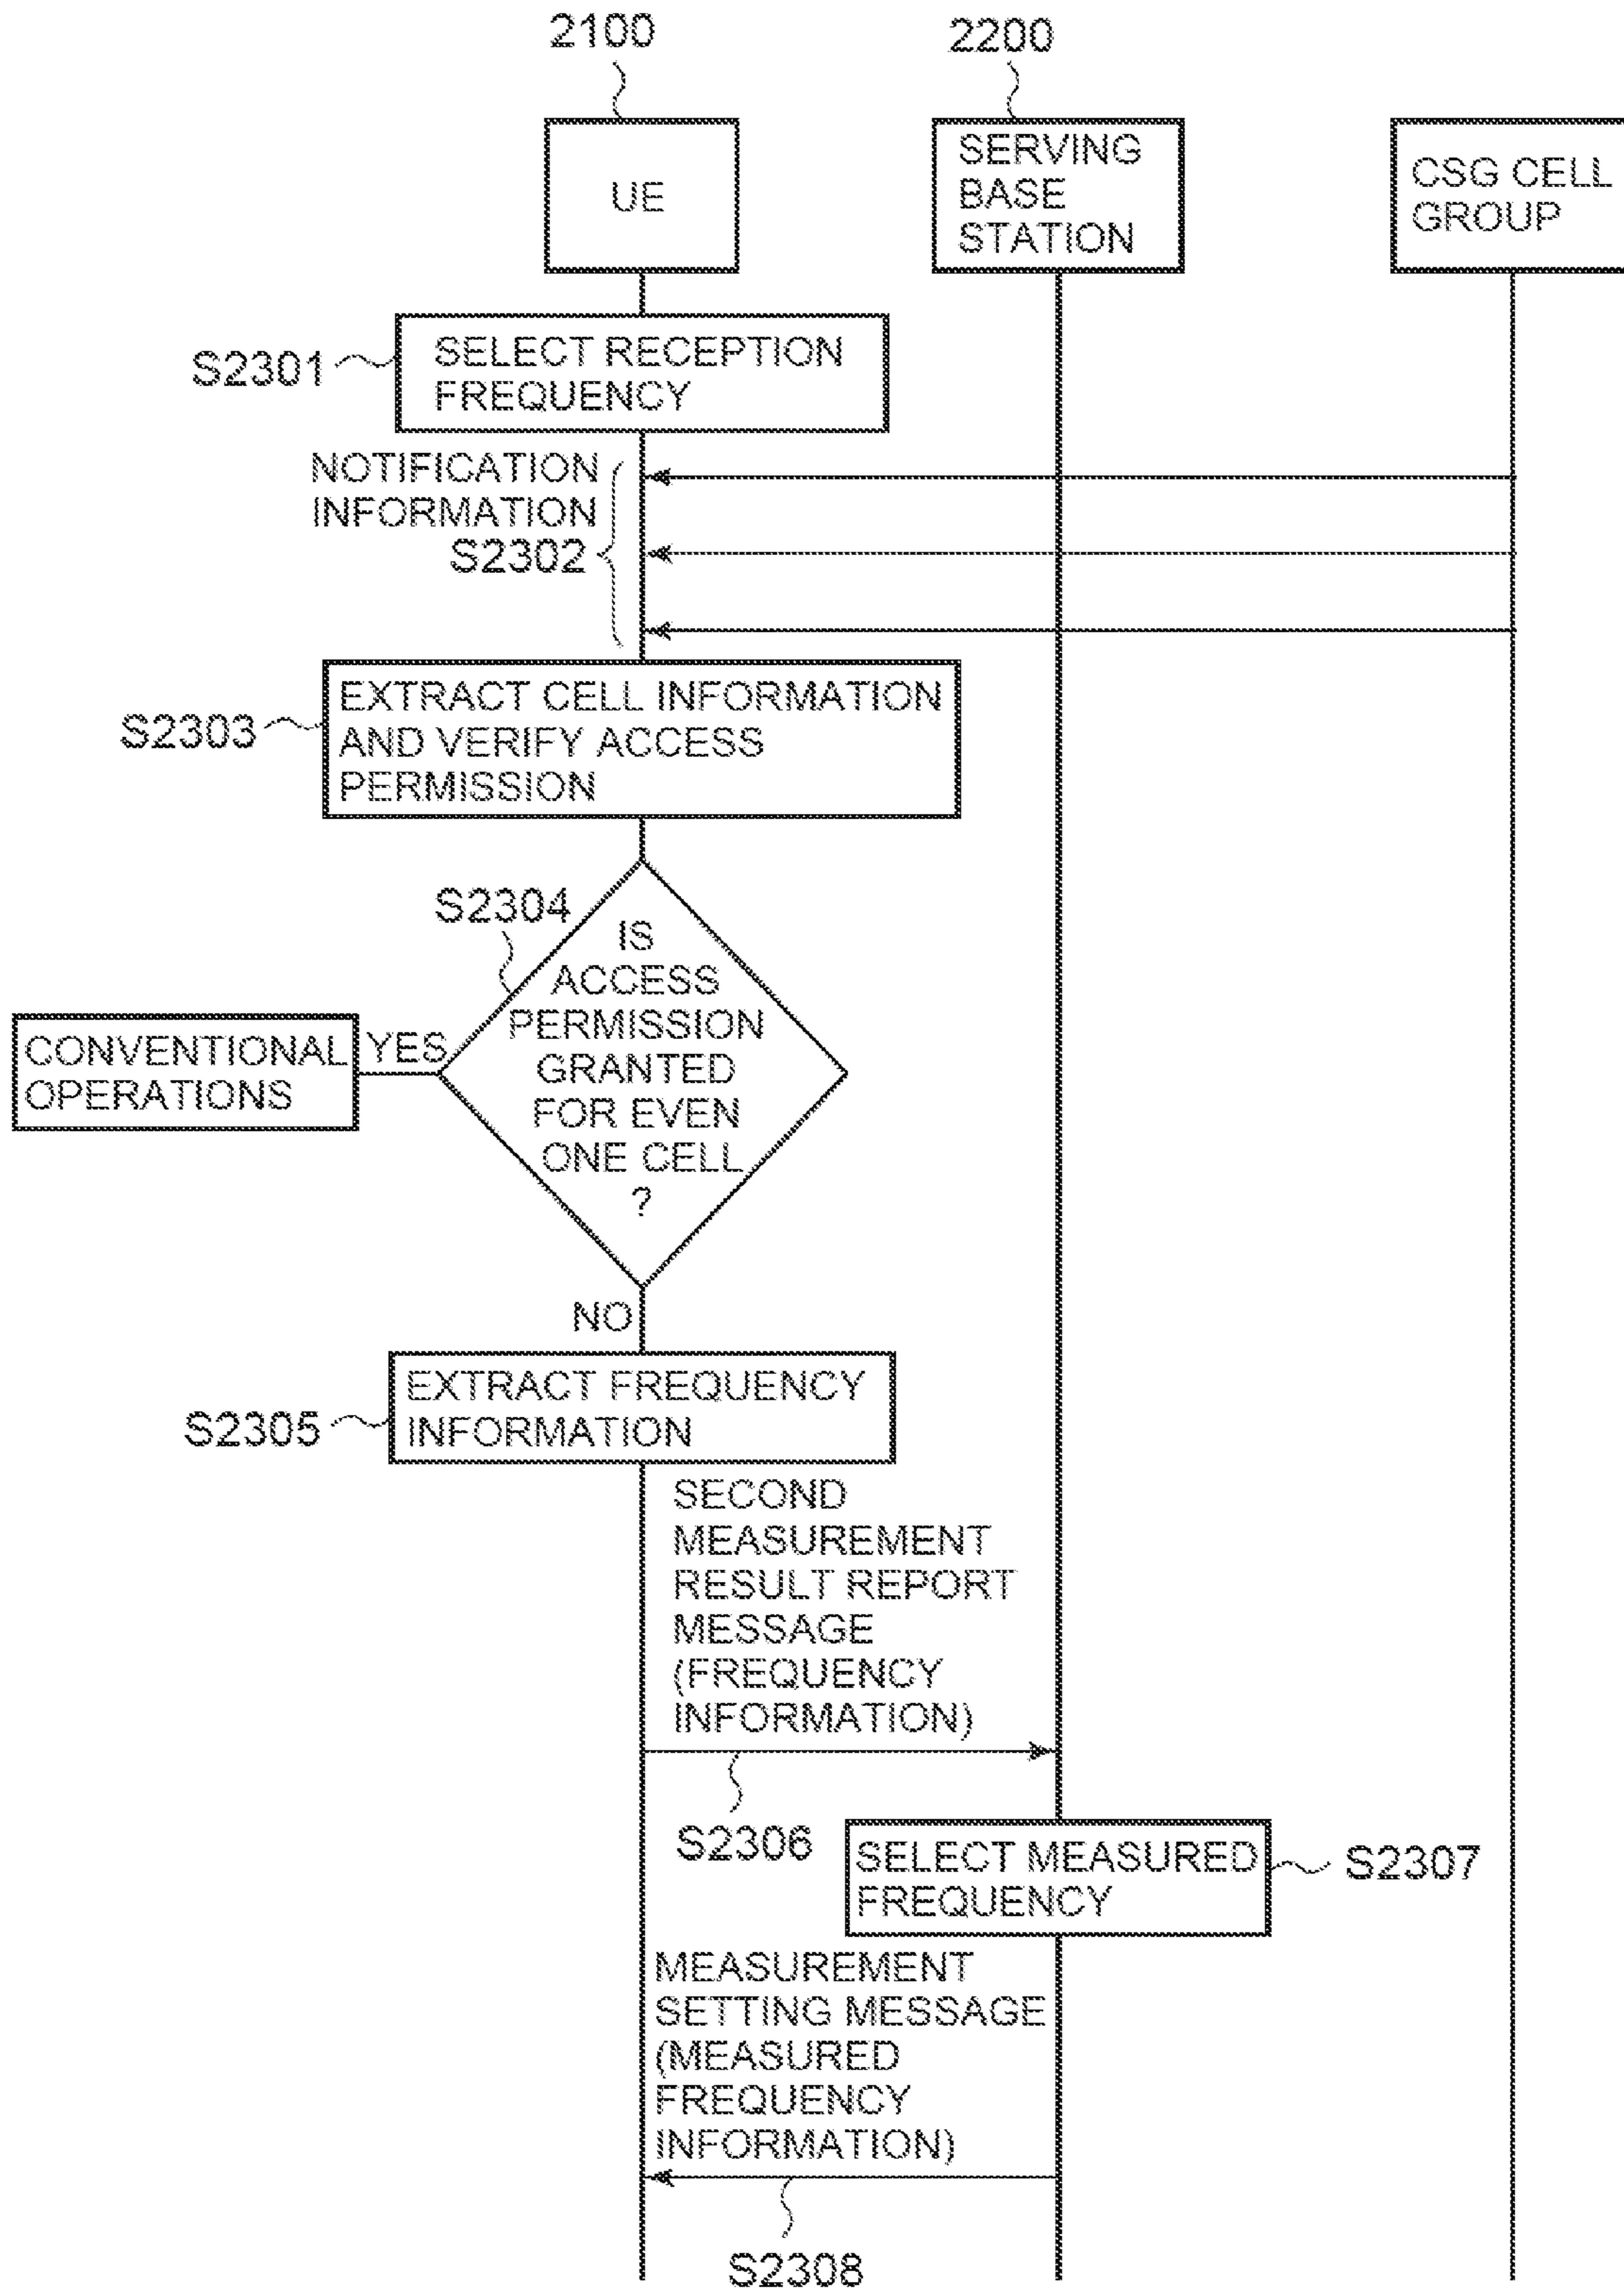 2100
2200
UE
SERVING
BASE
STATION
CSG CELL
GROUP
S2301
SELECT RECEPTION
FREQUENCY
NOTIFICATION
INFORMATION
S2302
S2303
EXTRACT CELL INFORMATION
AND VERIFY ACCESS
PERMISSION
S2304
IS
ACCESS
PERMISSION
GRANTED
FOR EVEN
ONE CELL
?
YES
CONVENTIONAL
OPERATIONS
NO
S2305
EXTRACT FREQUENCY
INFORMATION
SECOND
MEASUREMENT
RESULT REPORT
MESSAGE
(FREQUENCY
INFORMATION)
S2306
SELECT MEASURED
FREQUENCY
S2307
MEASUREMENT
SETTING MESSAGE
(MEASURED
FREQUENCY
INFORMATION)
S2308